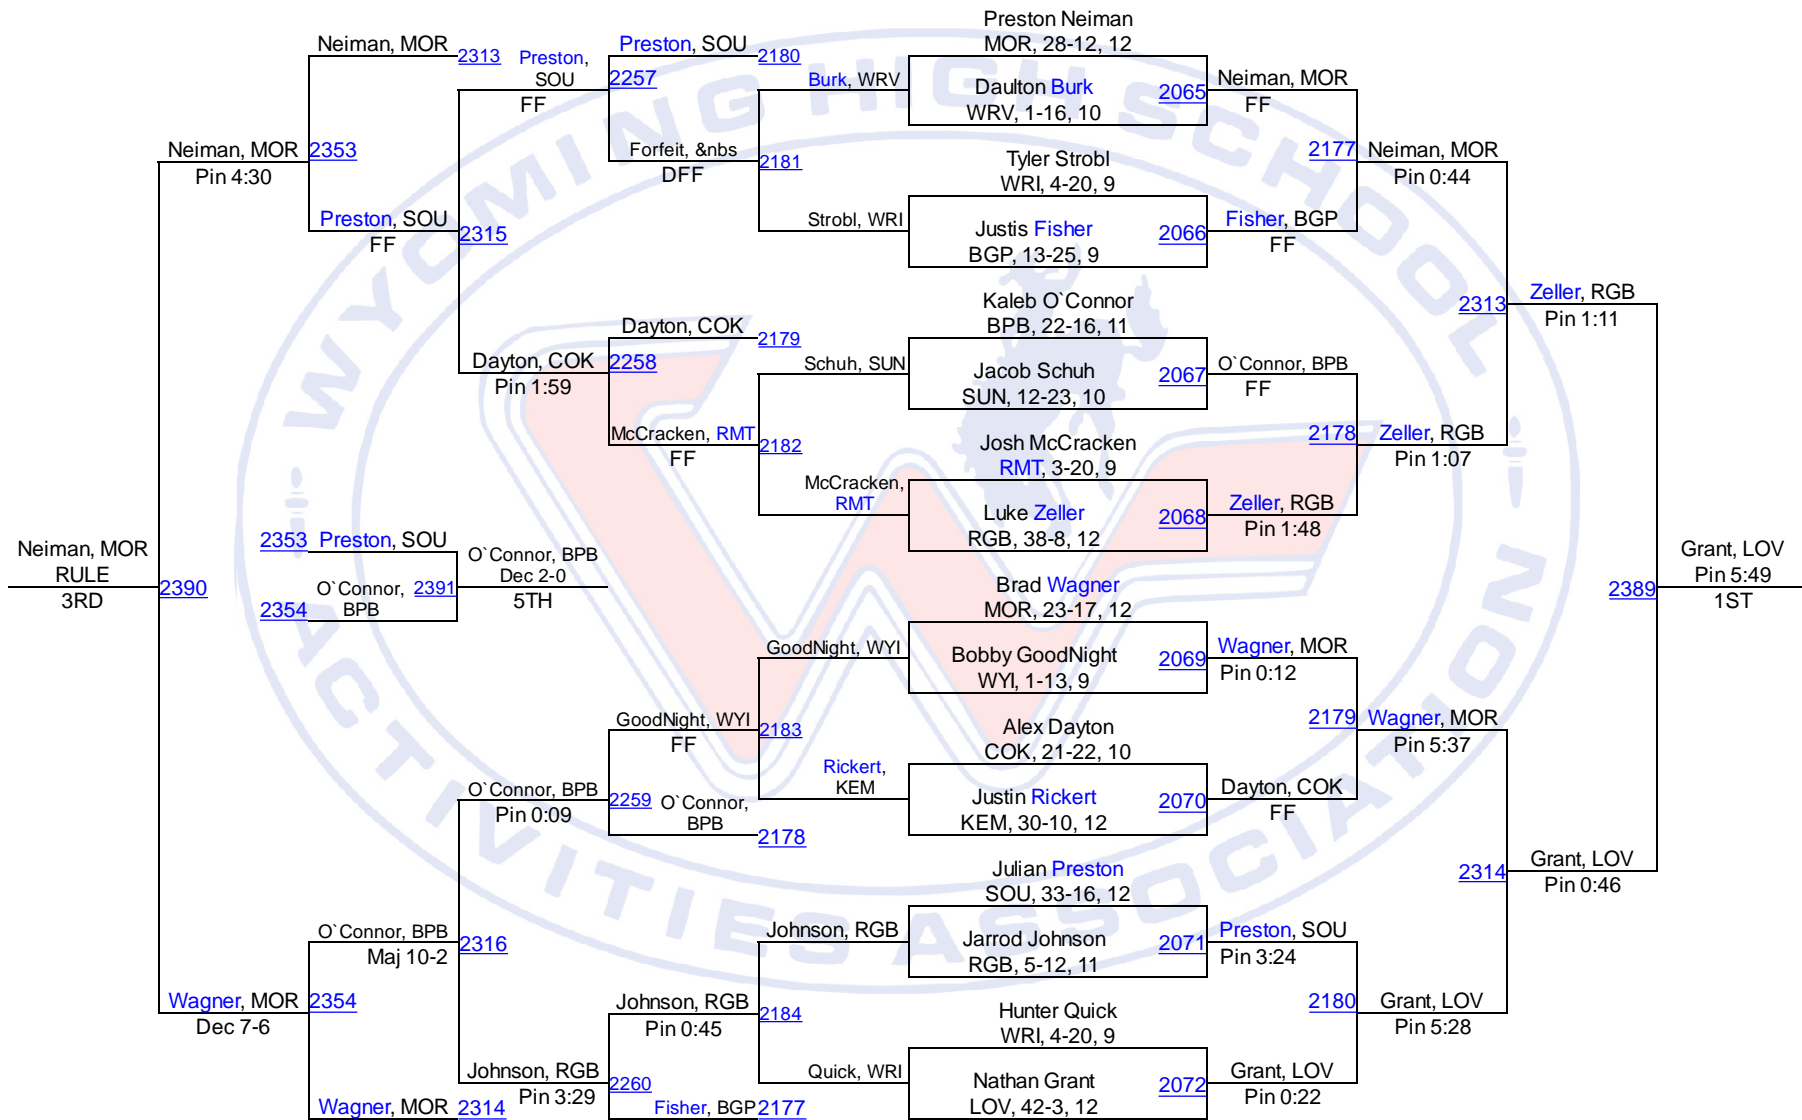 Preston Neiman
MOR, 28-12, 12
Neiman, MOR
2313
Preston,
SOU
FF
Preston, SOU
2180
2257
Burk, WRV
Daulton Burk
WRV, 1-16, 10
2065
Neiman, MOR
FF
Neiman, MOR
Pin 4:30
2353
Forfeit, &nbs
DFF
2181
Tyler Strobl
WRI, 4-20, 9
2177
Neiman, MOR
Pin 0:44
Preston, SOU
FF
2315
Strobl, WRI
Justis Fisher
BGP, 13-25, 9
2066
Fisher, BGP
FF
Kaleb O`Connor
BPB, 22-16, 11
2313
Zeller, RGB
Pin 1:11
Dayton, COK
2179
Dayton, COK
Pin 1:59
2258
Schuh, SUN
Jacob Schuh
SUN, 12-23, 10
2067
O`Connor, BPB
FF
McCracken, RMT
FF
2182
Josh McCracken
RMT, 3-20, 9
2178
Zeller, RGB
Pin 1:07
McCracken,
RMT
Luke Zeller
RGB, 38-8, 12
2068
Zeller, RGB
Pin 1:48
Neiman, MOR
RULE
3RD
2390
2353
Preston, SOU
O`Connor,
BPB
2354
2391
O`Connor, BPB
Dec 2-0
5TH
Brad Wagner
MOR, 23-17, 12
2389
Grant, LOV
Pin 5:49
1ST
GoodNight, WYI
Bobby GoodNight
WYI, 1-13, 9
2069
Wagner, MOR
Pin 0:12
GoodNight, WYI
FF
2183
Alex Dayton
COK, 21-22, 10
2179
Wagner, MOR
Pin 5:37
O`Connor, BPB
Pin 0:09
2259
O`Connor,
BPB
2178
Rickert,
KEM
Justin Rickert
KEM, 30-10, 12
2070
Dayton, COK
FF
Julian Preston
SOU, 33-16, 12
2314
Grant, LOV
Pin 0:46
O`Connor, BPB
Maj 10-2
2316
Johnson, RGB
Jarrod Johnson
RGB, 5-12, 11
2071
Preston, SOU
Pin 3:24
Wagner, MOR
Dec 7-6
2354
Johnson, RGB
Pin 0:45
2184
Hunter Quick
WRI, 4-20, 9
2180
Grant, LOV
Pin 5:28
Johnson, RGB
Pin 3:29
2260
Quick, WRI
Nathan Grant
LOV, 42-3, 12
2072
Grant, LOV
Pin 0:22
Wagner, MOR
2314
Fisher, BGP
2177
WYOMING HIGH SCHOOL
ACTIVITIES ASSOCIATION